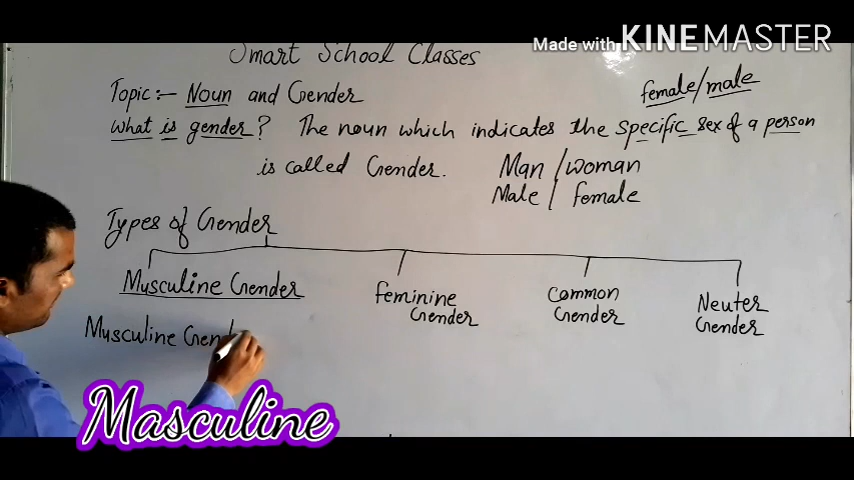 Smart School Classes
Made with KINEMASTER
Topic:- Noun and Gender
female/male
what is gender? The noun which indicates the specific sex of a person
is called Gender. Man / woman
Male / female
Types of Gender
Musculine Gender
feminine
Gender
Common
Gender
Neuter
Gender
Musculine Gend
Masculine